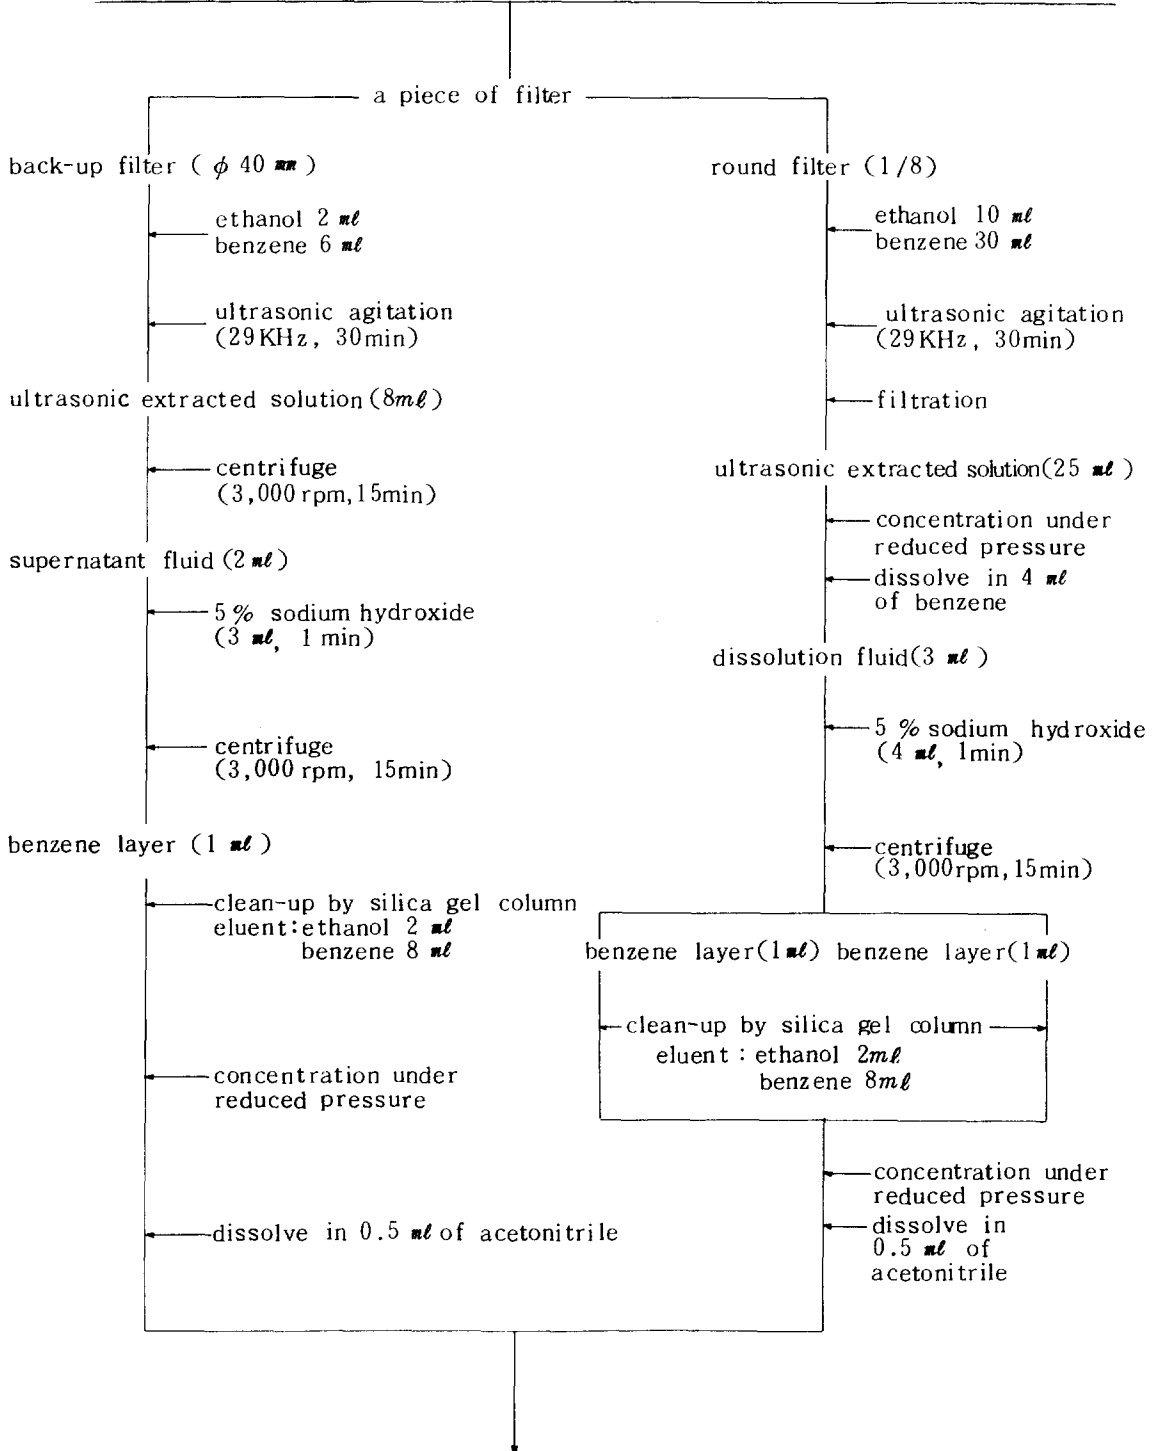 a piece of filter
back-up filter ( ϕ 40 mm )
ethanol 2 mℓ
benzene 6 mℓ
ultrasonic agitation
(29KHz, 30min)
ultrasonic extracted solution (8mℓ)
centrifuge
(3,000 rpm, 15min)
supernatant fluid (2 mℓ)
5 % sodium hydroxide
(3 mℓ, 1 min)
centrifuge
(3,000 rpm, 15min)
benzene layer (1 mℓ)
clean-up by silica gel column
eluent:ethanol 2 mℓ
benzene 8 mℓ
concentration under
reduced pressure
dissolve in 0.5 mℓ of acetonitrile
round filter (1/8)
ethanol 10 mℓ
benzene 30 mℓ
ultrasonic agitation
(29KHz, 30min)
filtration
ultrasonic extracted solution(25 mℓ)
concentration under
reduced pressure
dissolve in 4 mℓ
of benzene
dissolution fluid(3 mℓ)
5 % sodium hydroxide
(4 mℓ, 1min)
centrifuge
(3,000rpm, 15min)
benzene layer(1mℓ) benzene layer(1mℓ)
clean-up by silica gel column
eluent : ethanol 2mℓ
benzene 8mℓ
concentration under
reduced pressure
dissolve in
0.5 mℓ of
acetonitrile